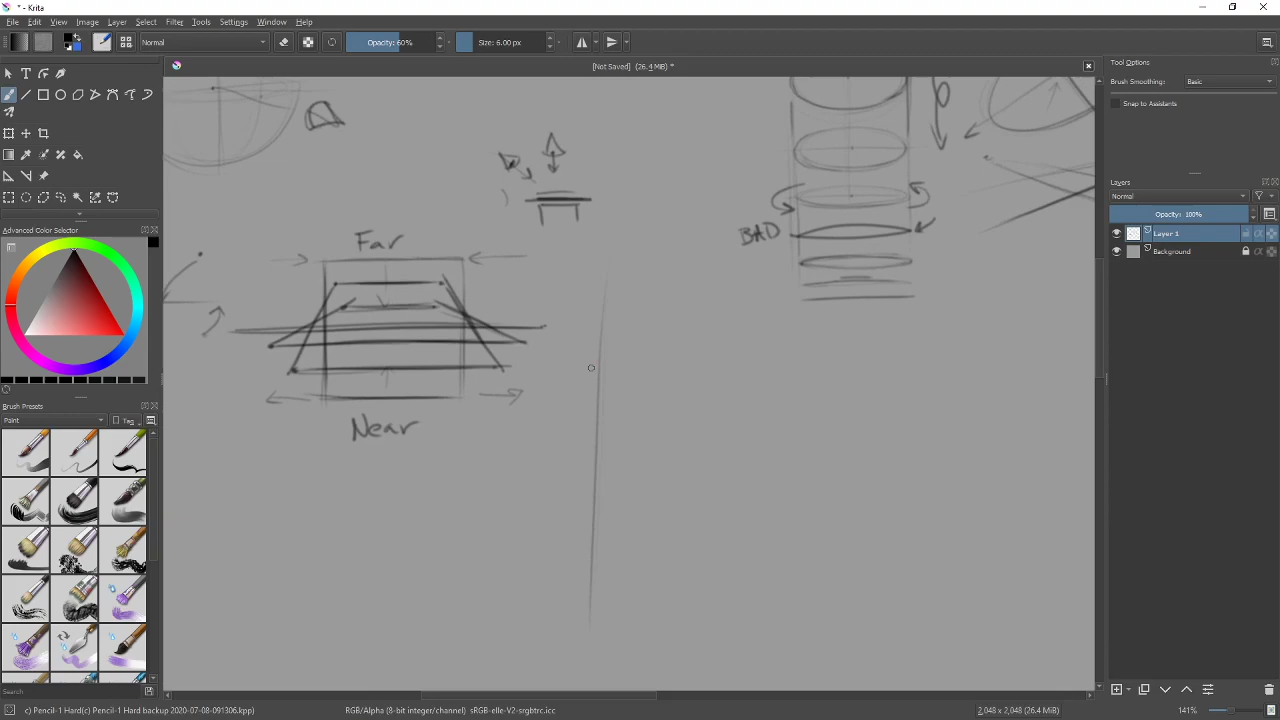 - Krita
File Edit View Image Layer Select Filter Tools Settings Window Help
Normal Opacity: 60% Size: 6.00 px
[Not Saved] (26.4 MiB) *
Tool Options
Brush Smoothing: Basic
Snap to Assistants
Layers
Normal
Opacity: 100%
Layer 1
Background
Advanced Color Selector
Brush Presets
Paint Tag
Search
Far
Near
BAD
c) Pencil-1 Hard(c) Pencil-1 Hard backup 2020-07-08-091306.kpp)
RGB/Alpha (8-bit integer/channel) sRGB-elle-V2-srgbtrc.icc
2,048 x 2,048 (26.4 MiB)
141%